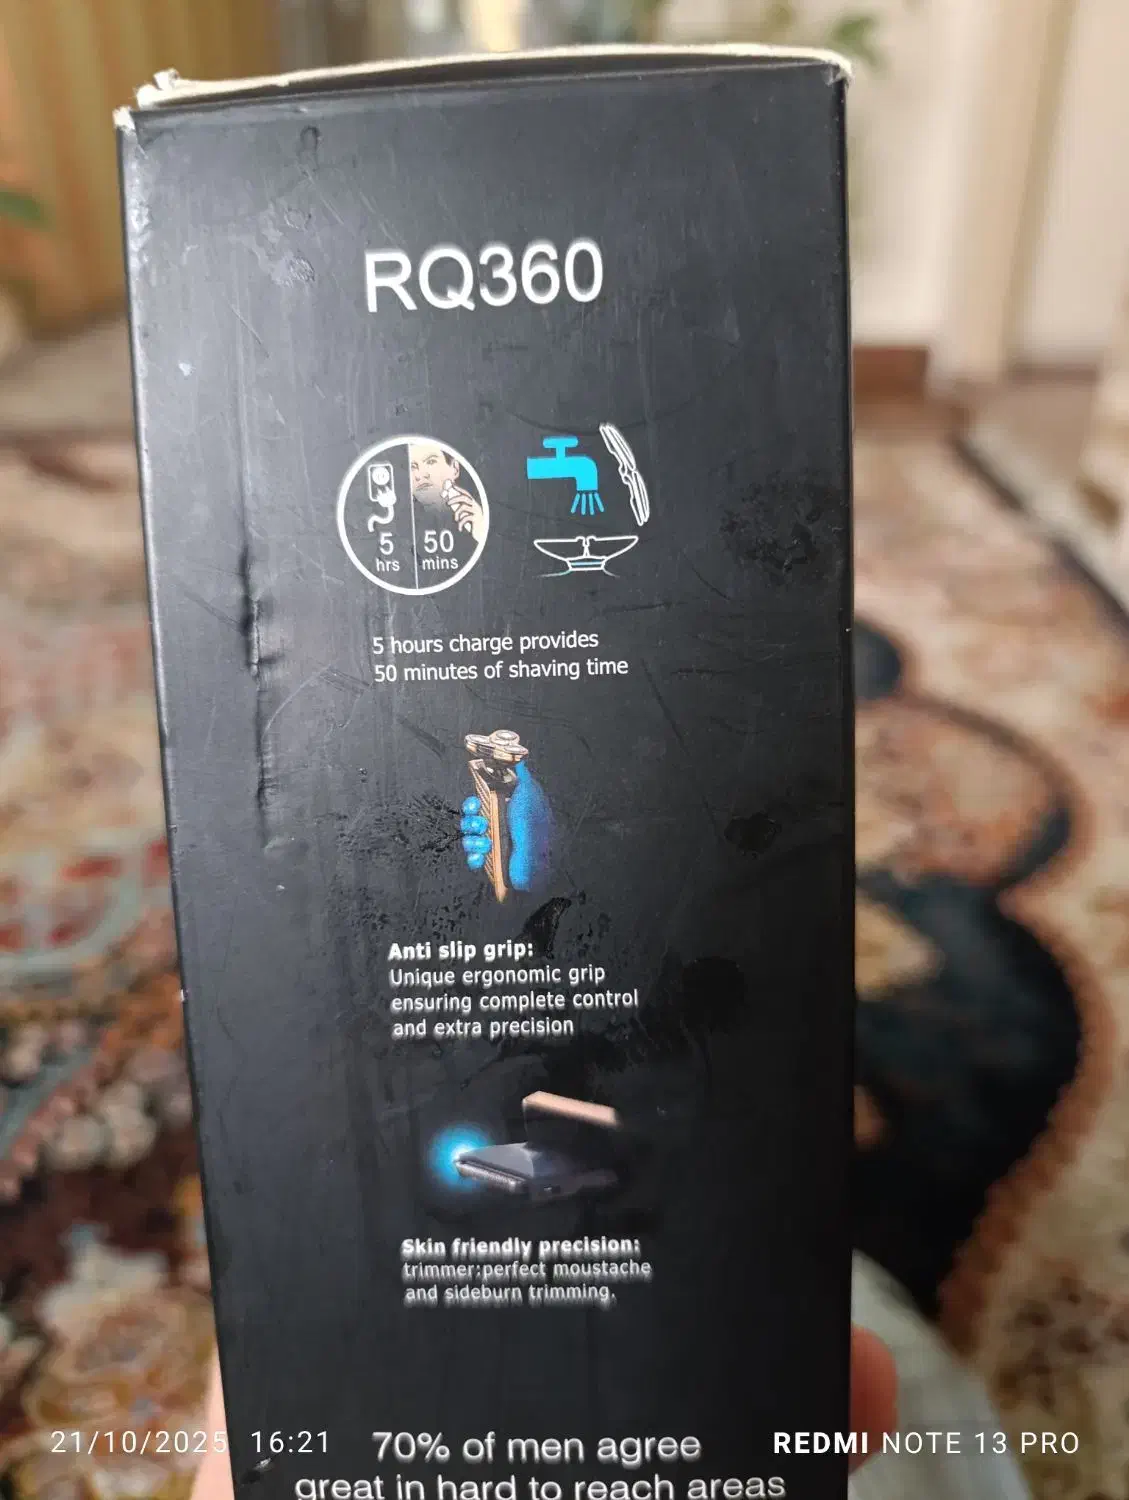 RQ360
5 hrs
50 mins
5 hours charge provides
50 minutes of shaving time
Anti slip grip:
Unique ergonomic grip
ensuring complete control
and extra precision
Skin friendly precision:
trimmer:perfect moustache
and sideburn trimming.
70% of men agree
great in hard to reach areas
21/10/2025 16:21
REDMI NOTE 13 PRO